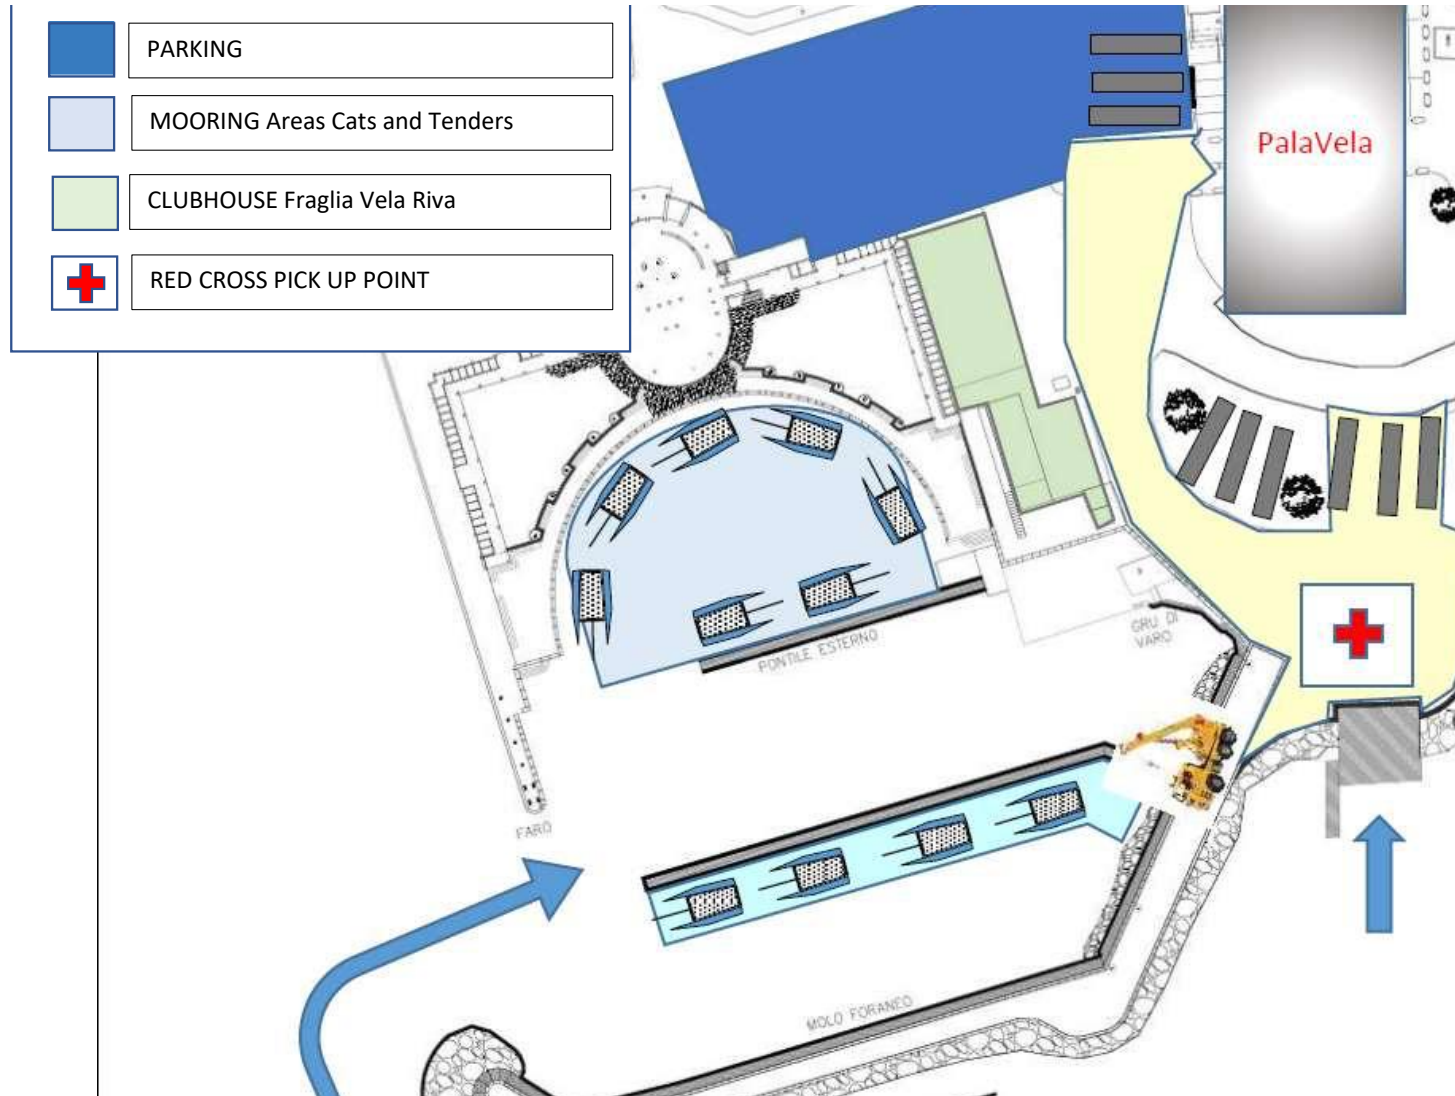 PARKING
MOORING Areas Cats and Tenders
CLUBHOUSE Fraglia Vela Riva
RED CROSS PICK UP POINT
PalaVela
PONTILE ESTERNO
GRU DI
VARO
FARO
MOLO FORANEO